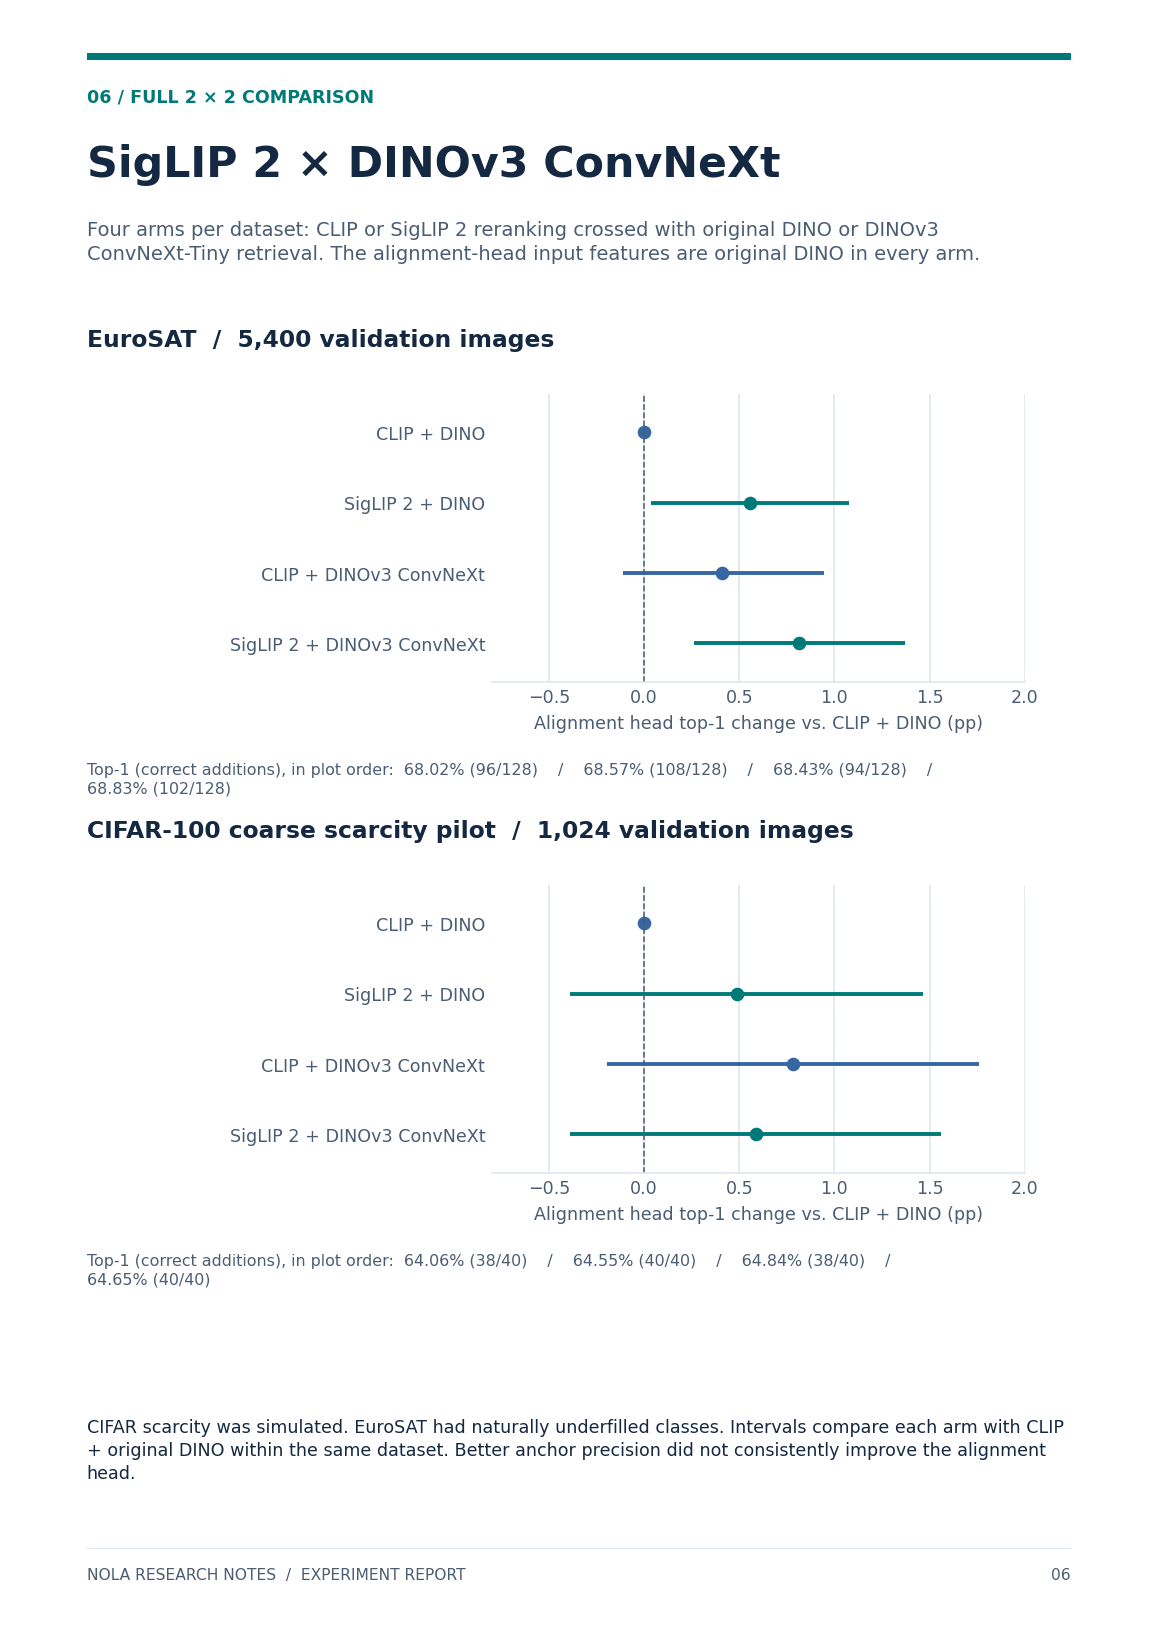 06 / FULL 2 × 2 COMPARISON
SigLIP 2 × DINOv3 ConvNeXt
Four arms per dataset: CLIP or SigLIP 2 reranking crossed with original DINO or DINOv3
ConvNeXt-Tiny retrieval. The alignment-head input features are original DINO in every arm.
EuroSAT / 5,400 validation images
CLIP + DINO
SigLIP 2 + DINO
CLIP + DINOv3 ConvNeXt
SigLIP 2 + DINOv3 ConvNeXt
−0.5 0.0 0.5 1.0 1.5 2.0
Alignment head top-1 change vs. CLIP + DINO (pp)
Top-1 (correct additions), in plot order: 68.02% (96/128) / 68.57% (108/128) / 68.43% (94/128) /
68.83% (102/128)
CIFAR-100 coarse scarcity pilot / 1,024 validation images
CLIP + DINO
SigLIP 2 + DINO
CLIP + DINOv3 ConvNeXt
SigLIP 2 + DINOv3 ConvNeXt
−0.5 0.0 0.5 1.0 1.5 2.0
Alignment head top-1 change vs. CLIP + DINO (pp)
Top-1 (correct additions), in plot order: 64.06% (38/40) / 64.55% (40/40) / 64.84% (38/40) /
64.65% (40/40)
CIFAR scarcity was simulated. EuroSAT had naturally underfilled classes. Intervals compare each arm with CLIP
+ original DINO within the same dataset. Better anchor precision did not consistently improve the alignment
head.
NOLA RESEARCH NOTES / EXPERIMENT REPORT 06